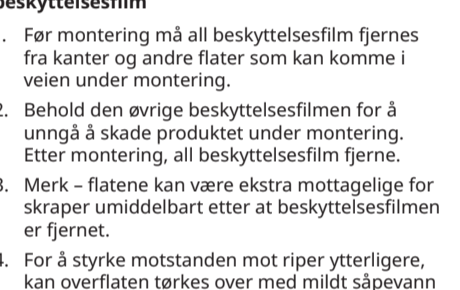 beskyttelsesfilm
. Før montering må all beskyttelsesfilm fjernes
fra kanter og andre flater som kan komme i
veien under montering.
2. Behold den øvrige beskyttelsesfilmen for å
unngå å skade produktet under montering.
Etter montering, all beskyttelsesfilm fjerne.
3. Merk – flatene kan være ekstra mottagelige for
skraper umiddelbart etter at beskyttelsesfilmen
er fjernet.
4. For å styrke motstanden mot riper ytterligere,
kan overflaten tørkes over med mildt såpevann